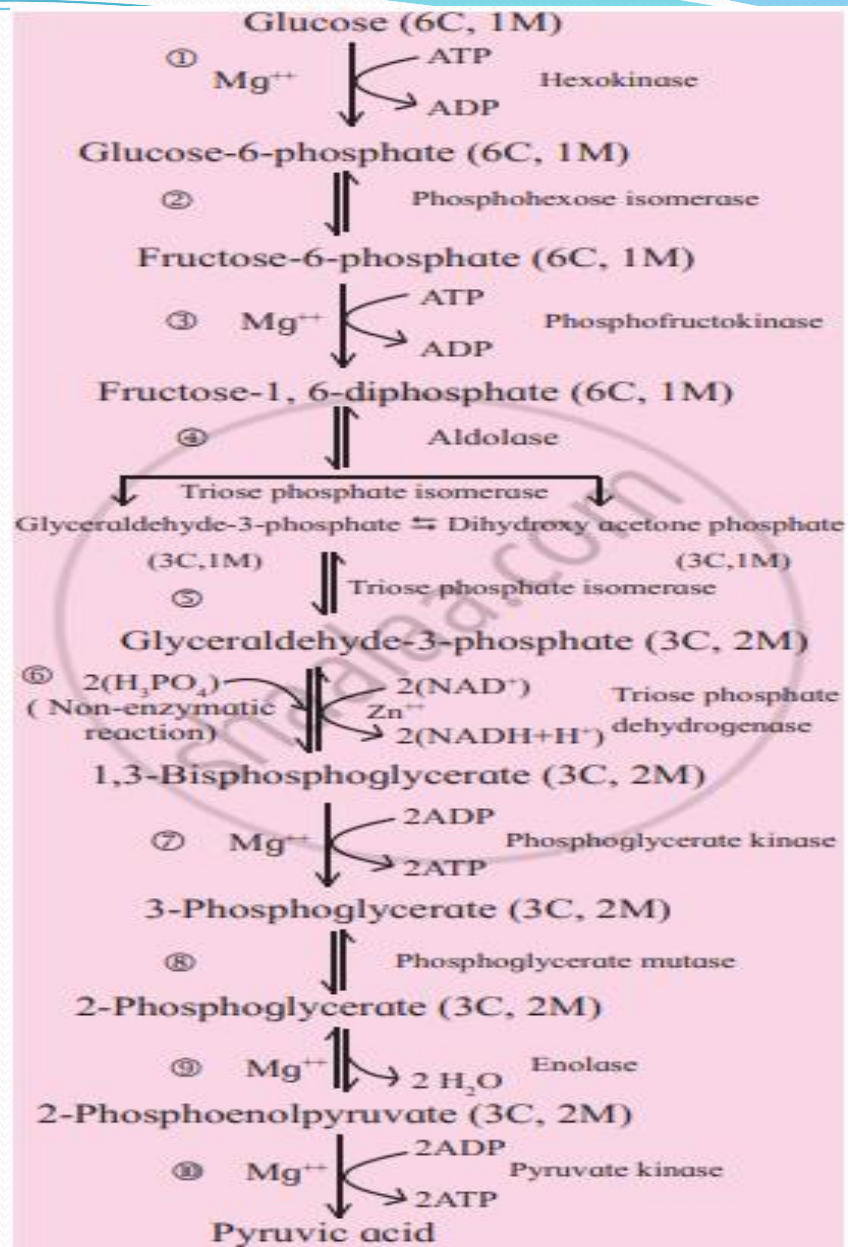 Glucose (6C, 1M)
① Mg⁺⁺ ATP Hexokinase
ADP
Glucose-6-phosphate (6C, 1M)
② Phosphohexose isomerase
Fructose-6-phosphate (6C, 1M)
ATP
③ Mg⁺⁺ Phosphofructokinase
ADP
Fructose-1, 6-diphosphate (6C, 1M)
④ Aldolase
Triose phosphate isomerase
Glyceraldehyde-3-phosphate ⇆ Dihydroxy acetone phosphate
(3C,1M) (3C,1M)
⑤ Triose phosphate isomerase
Glyceraldehyde-3-phosphate (3C, 2M)
⑥ 2(H₃PO₄) 2(NAD⁺) Triose phosphate
( Non-enzymatic Zn⁺⁺ dehydrogenase
reaction) 2(NADH+H⁺)
1,3-Bisphosphoglycerate (3C, 2M)
2ADP
⑦ Mg⁺⁺ Phosphoglycerate kinase
2ATP
3-Phosphoglycerate (3C, 2M)
⑧ Phosphoglycerate mutase
2-Phosphoglycerate (3C, 2M)
⑨ Mg⁺⁺ 2 H₂O Enolase
2-Phosphoenolpyruvate (3C, 2M)
2ADP
⑩ Mg⁺⁺ Pyruvate kinase
2ATP
Pyruvic acid
shaalaa.com